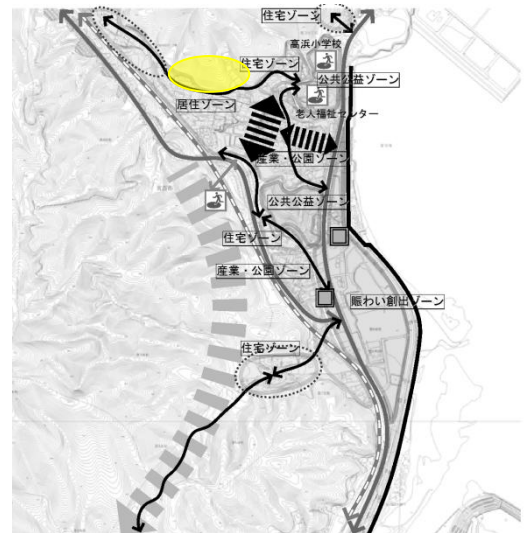 住宅ゾーン
高浜小学校
住宅ゾーン
公共公益ゾーン
居住ゾーン
老人福祉センター
産業・公園ゾーン
公共公益ゾーン
住宅ゾーン
産業・公園ゾーン
賑わい創出ゾーン
住宅ゾーン